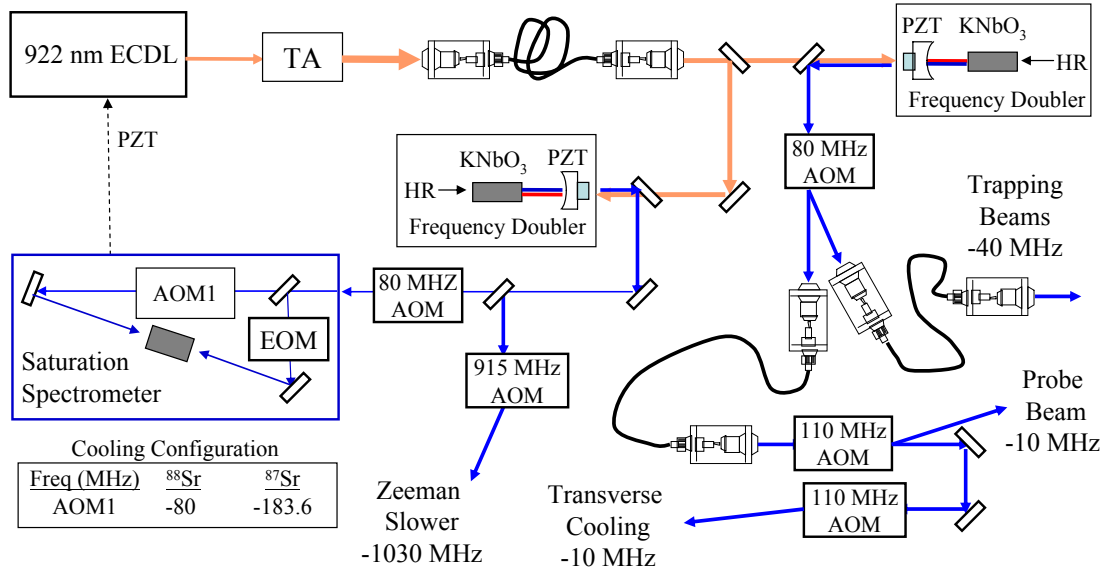 922 nm ECDL
TA
PZT
KNbO3
HR
Frequency Doubler
PZT
KNbO3
PZT
HR
Frequency Doubler
80 MHz
AOM
Trapping
Beams
-40 MHz
AOM1
EOM
Saturation
Spectrometer
80 MHZ
AOM
915 MHz
AOM
Zeeman
Slower
-1030 MHz
Probe
Beam
-10 MHz
110 MHz
AOM
110 MHz
AOM
Transverse
Cooling
-10 MHz
Cooling Configuration
Freq (MHz) 88Sr 87Sr
AOM1 -80 -183.6